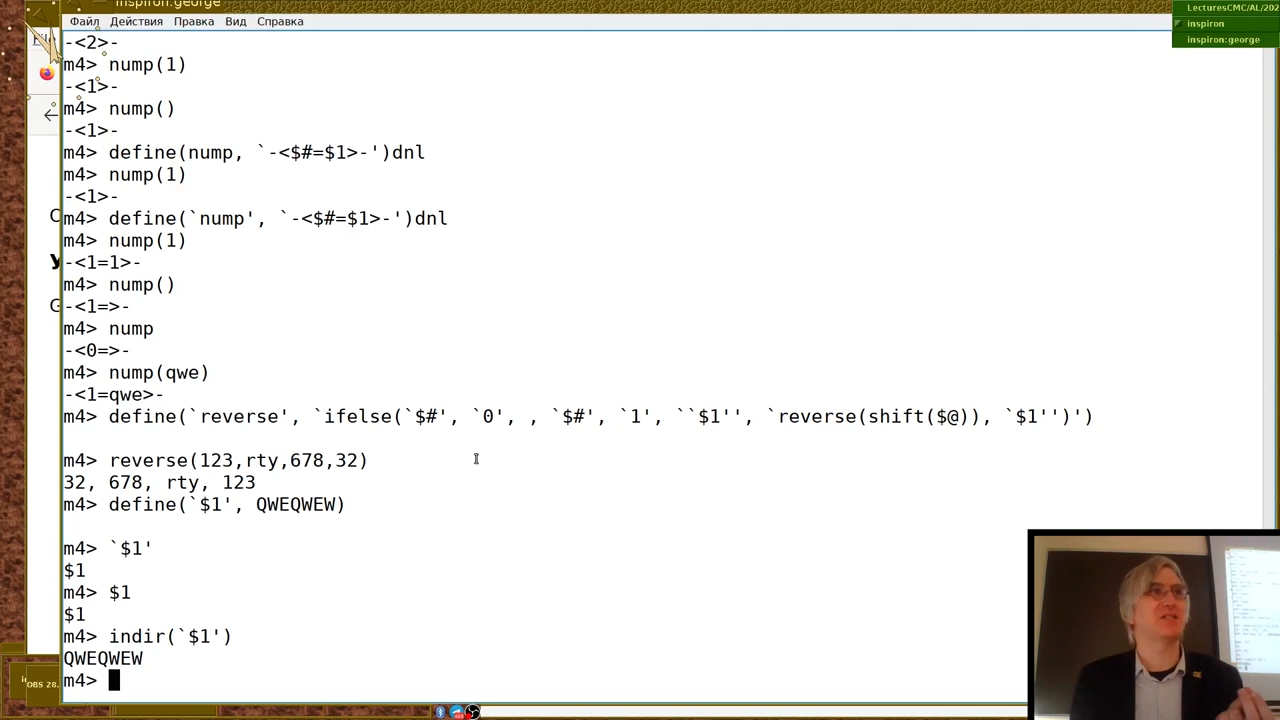 inspiron:george
LecturesCMC/AL/202
inspiron
inspiron:george
Файл Действия Правка Вид Справка
-<2>-
m4> nump(1)
-<1>-
m4> nump()
-<1>-
m4> define(nump, `-<$#=$1>-')dnl
m4> nump(1)
-<1>-
m4> define(`nump', `-<$#=$1>-')dnl
m4> nump(1)
-<1=1>-
m4> nump()
-<1=>-
m4> nump
-<0=>-
m4> nump(qwe)
-<1=qwe>-
m4> define(`reverse', `ifelse(`$#', `0', , `$#', `1', ``$1'', `reverse(shift($@)), `$1'')')
m4> reverse(123,rty,678,32)
32, 678, rty, 123
m4> define(`$1', QWEQWEW)
m4> `$1'
$1
m4> $1
$1
m4> indir(`$1')
QWEQWEW
m4>
OBS 28.